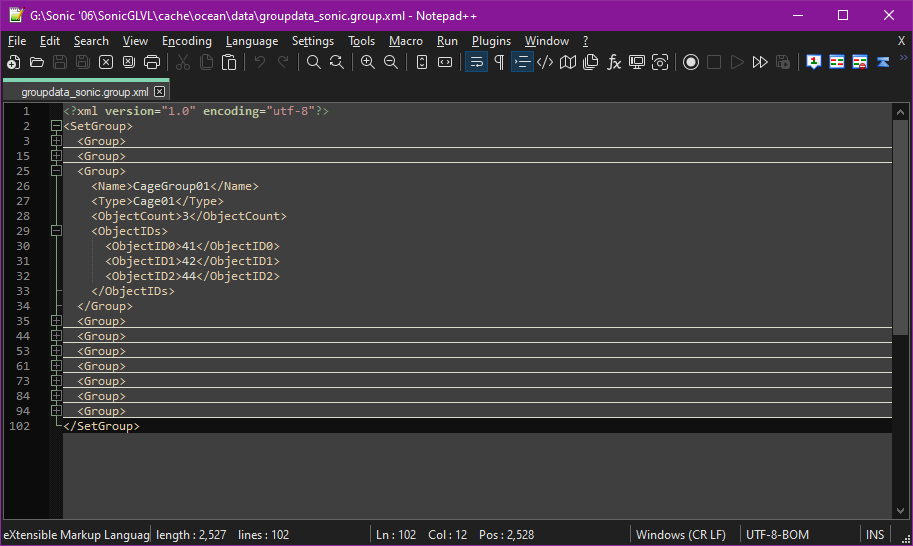 G:\Sonic '06\SonicGLVL\cache\ocean\data\groupdata_sonic.group.xml - Notepad++
File Edit Search View Encoding Language Settings Tools Macro Run Plugins Window ? X
groupdata_sonic.group.xml
1 <?xml version="1.0" encoding="utf-8"?>
2 <SetGroup>
3 <Group>
15 <Group>
25 <Group>
26 <Name>CageGroup01</Name>
27 <Type>Cage01</Type>
28 <ObjectCount>3</ObjectCount>
29 <ObjectIDs>
30 <ObjectID0>41</ObjectID0>
31 <ObjectID1>42</ObjectID1>
32 <ObjectID2>44</ObjectID2>
33 </ObjectIDs>
34 </Group>
35 <Group>
44 <Group>
53 <Group>
61 <Group>
73 <Group>
84 <Group>
94 <Group>
102 </SetGroup>
eXtensible Markup Languag length : 2,527 lines : 102 Ln : 102 Col : 12 Pos : 2,528 Windows (CR LF) UTF-8-BOM INS